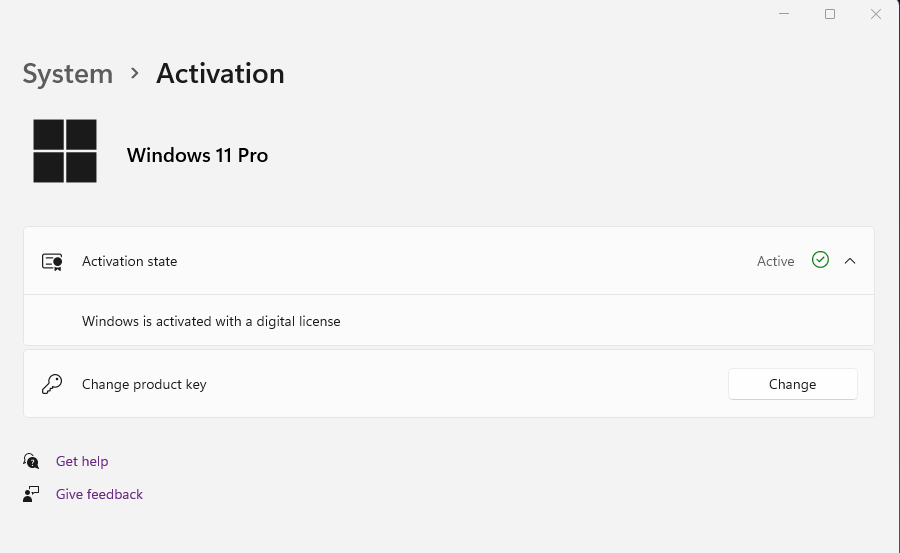 System > Activation
Windows 11 Pro
Activation state
Active
Windows is activated with a digital license
Change product key
Change
Get help
Give feedback